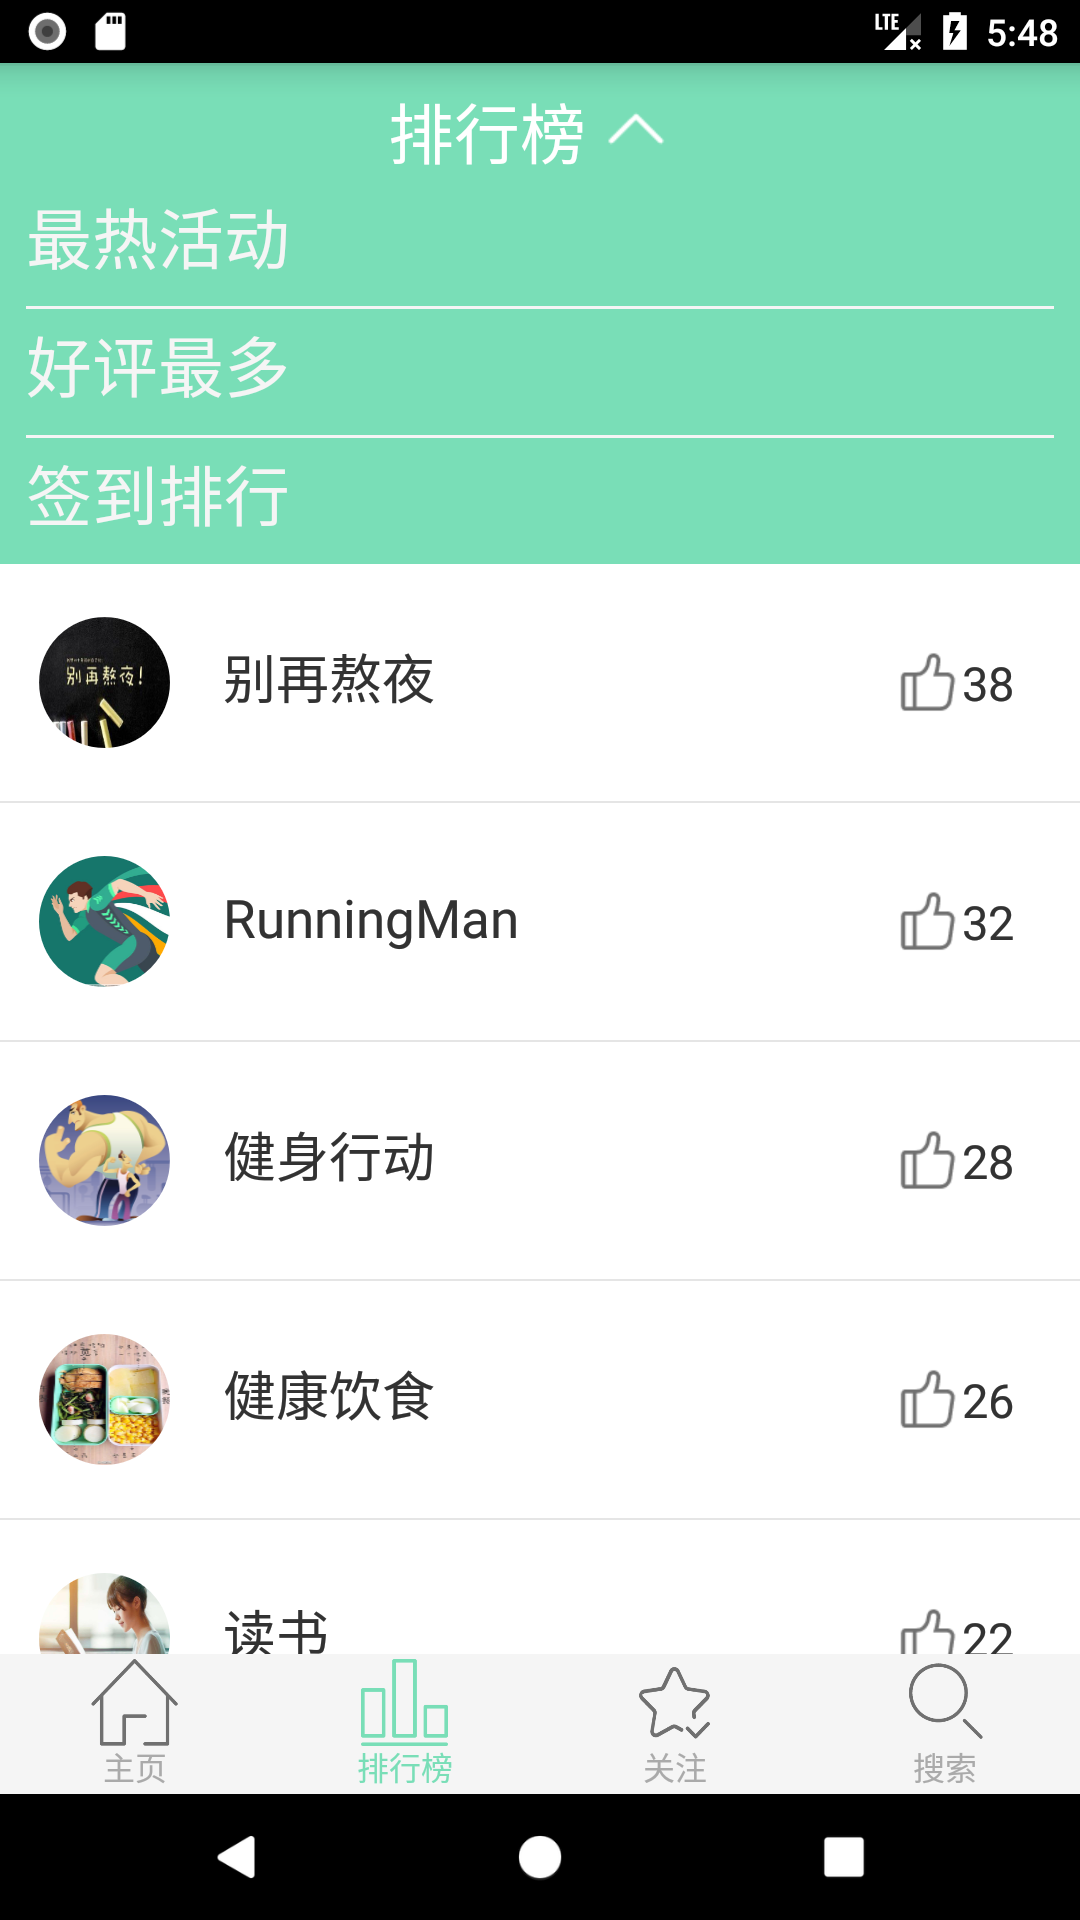 LTE 5:48
排行榜
最热活动
好评最多
签到排行
别再熬夜!
别再熬夜 38
RunningMan 32
健身行动 28
健康饮食 26
读书 22
主页 排行榜 关注 搜索